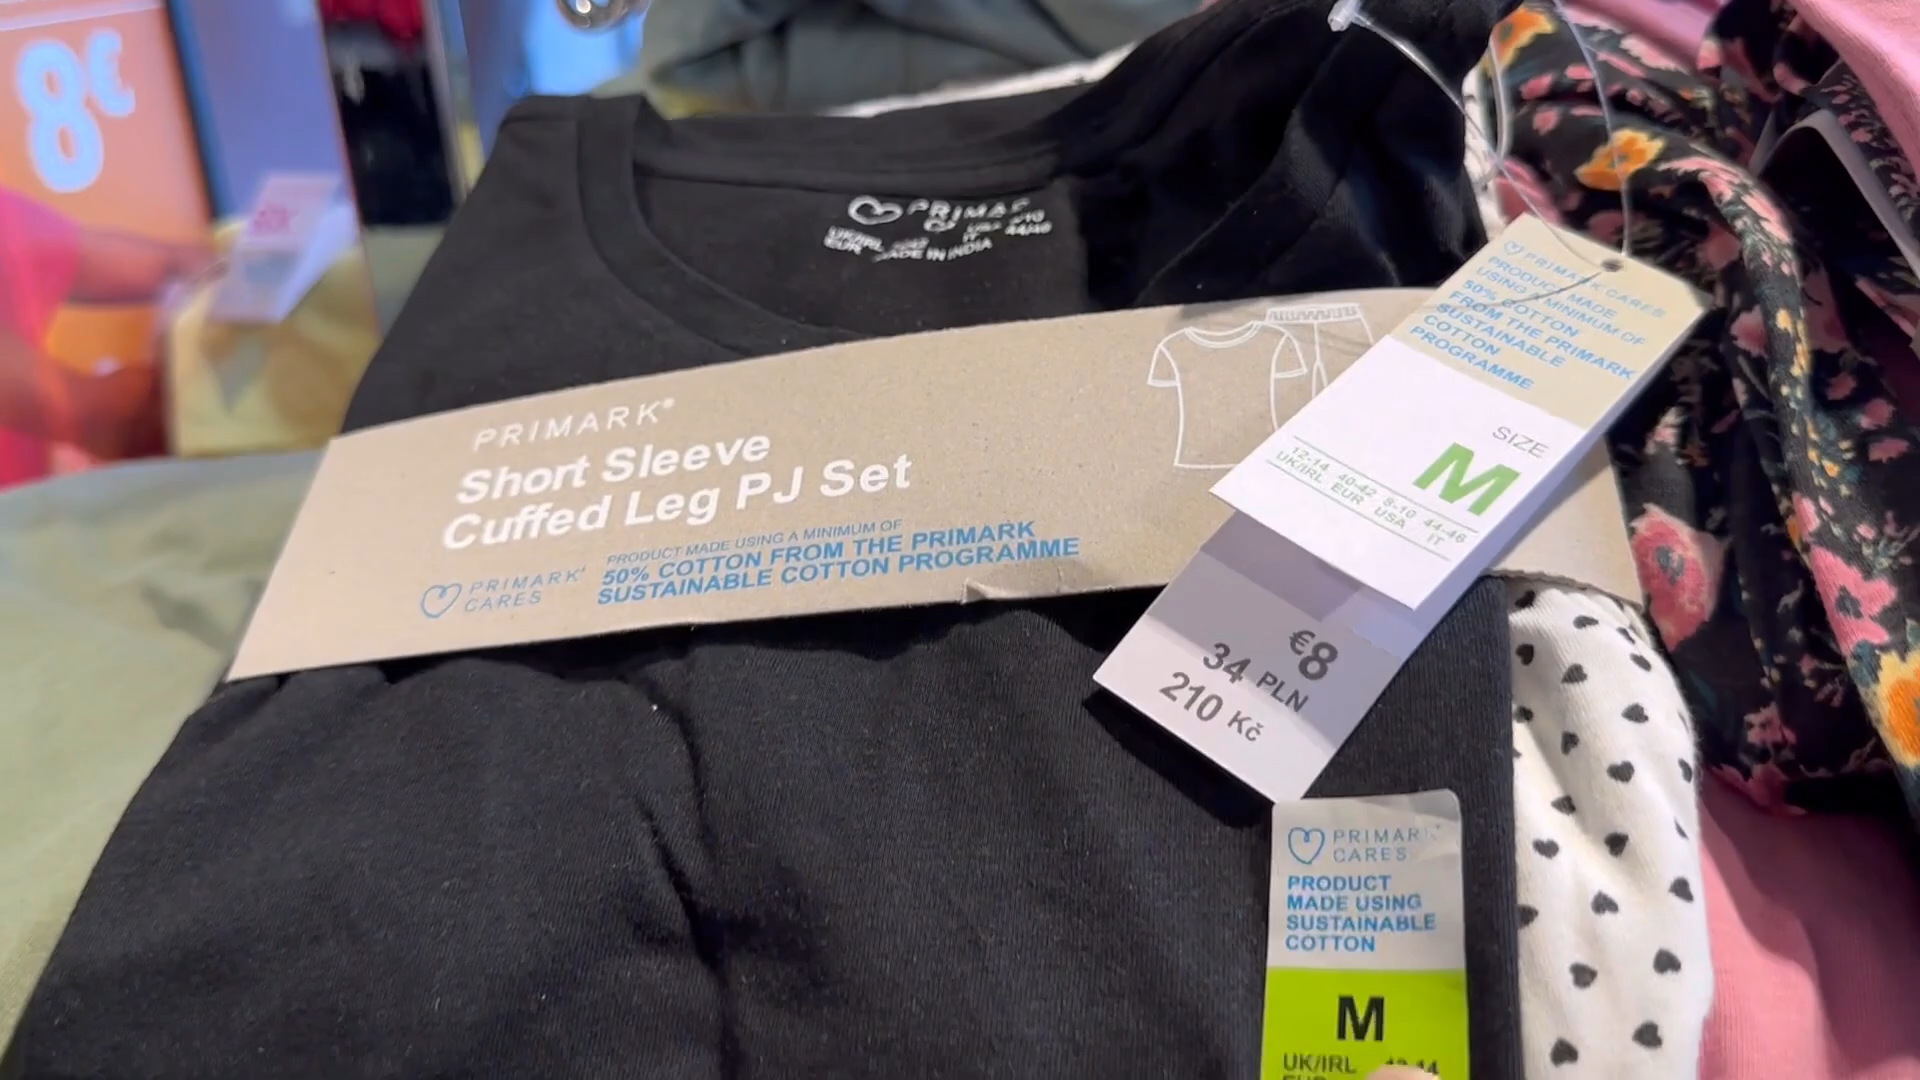 8€
PRIMARK
MADE IN INDIA
PRIMARK®
Short Sleeve
Cuffed Leg PJ Set
PRIMARK
CARES
PRODUCT MADE USING A MINIMUM OF
50% COTTON FROM THE PRIMARK
SUSTAINABLE COTTON PROGRAMME
PRIMARK CARES
PRODUCT MADE
USING A MINIMUM OF
50% COTTON
FROM THE PRIMARK
SUSTAINABLE
COTTON
PROGRAMME
SIZE
M
12-14 40-42 8-10 44-46
UK/IRL EUR USA IT
€8
34 PLN
210 Kč
PRIMARK
CARES
PRODUCT
MADE USING
SUSTAINABLE
COTTON
M
UK/IRL 12-14